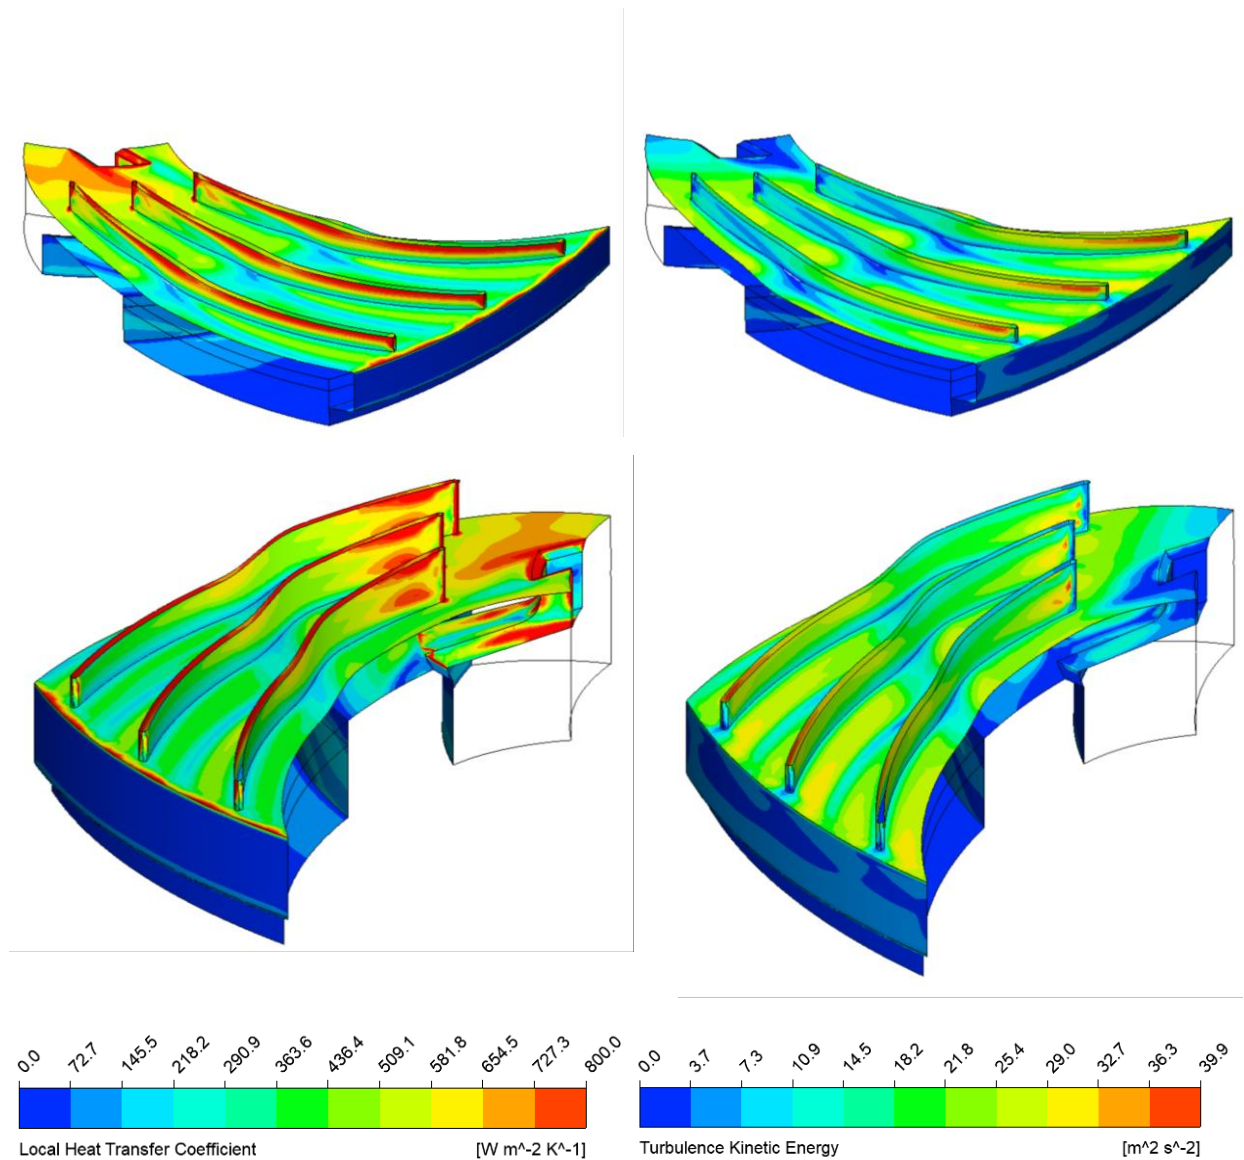 0.0 72.7 145.5 218.2 290.9 363.6 436.4 509.1 581.8 654.5 727.3 800.0
Local Heat Transfer Coefficient [W m^-2 K^-1]
0.0 3.7 7.3 10.9 14.5 18.2 21.8 25.4 29.0 32.7 36.3 39.9
Turbulence Kinetic Energy [m^2 s^-2]